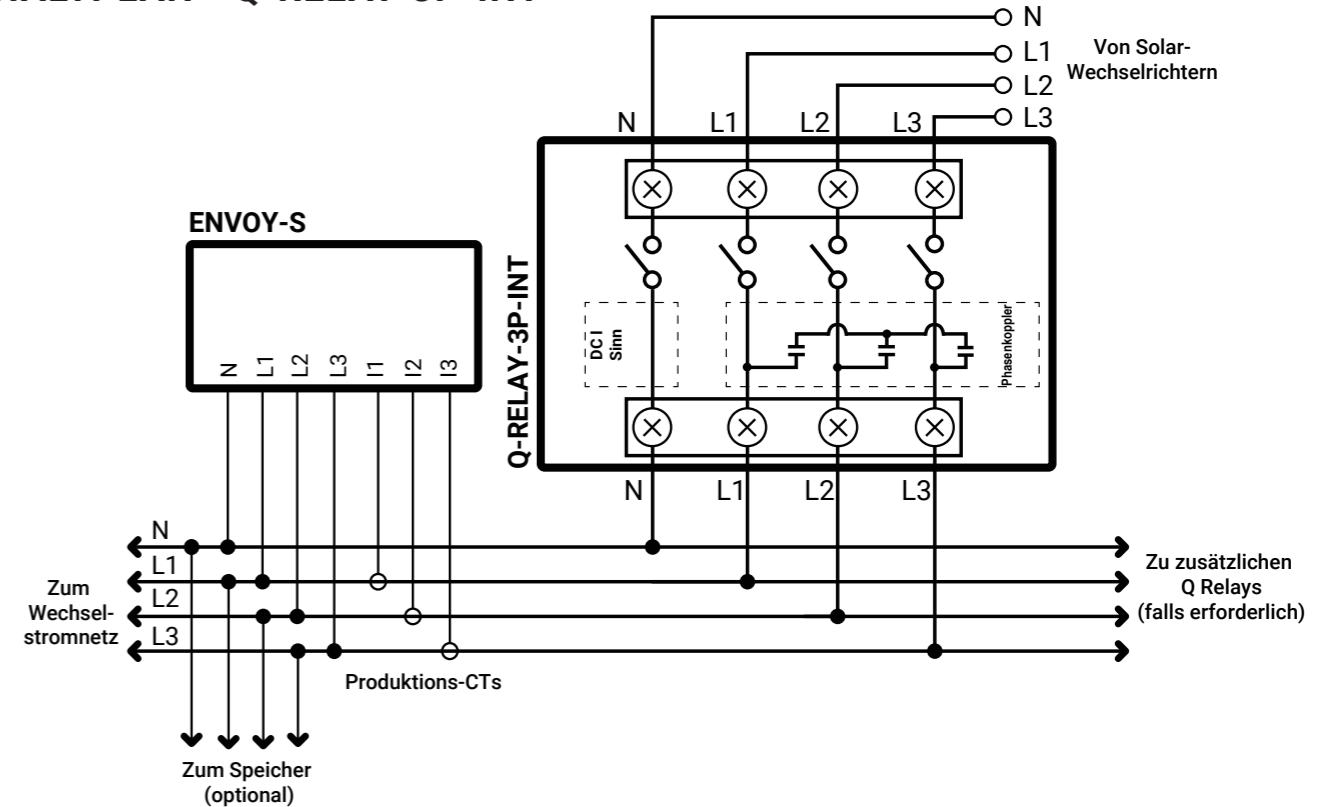 N
L1
Von Solar-
Wechselrichtern
L2
L3
N
L1
L2
L3
ENVOY-S
N
L1
L2
L3
I1
I2
I3
Q-RELAY-3P-INT
DC I
Sinn
Phasenkoppler
N
L1
L2
L3
N
L1
L2
L3
Zum
Wechsel-
stromnetz
Zu zusätzlichen
Q Relays
(falls erforderlich)
Produktions-CTs
Zum Speicher
(optional)